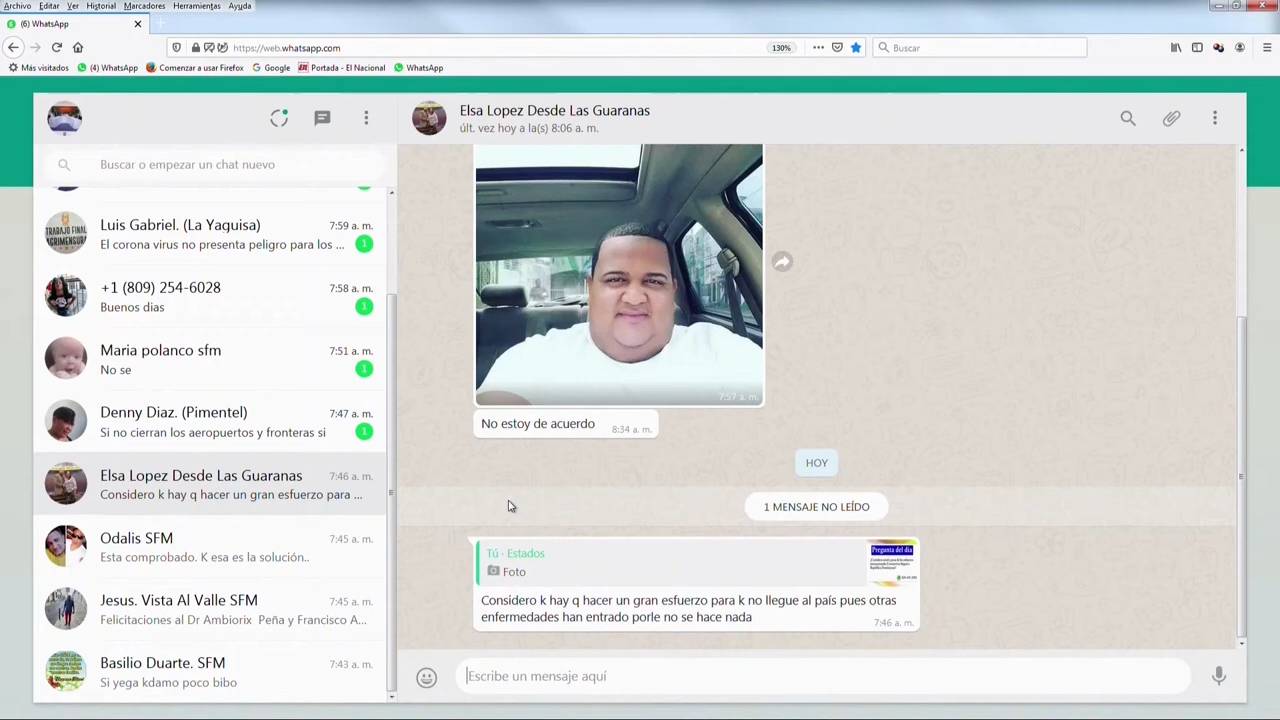 Archivo Editar Ver Historial Marcadores Herramientas Ayuda
(6) WhatsApp
https://web.whatsapp.com
130%
Buscar
Más visitados
(4) WhatsApp
Comenzar a usar Firefox
Google
Portada - El Nacional
WhatsApp
Buscar o empezar un chat nuevo
Luis Gabriel. (La Yaguisa) 7:59 a. m.
El corona virus no presenta peligro para los ... 1
+1 (809) 254-6028 7:58 a. m.
Buenos dias 1
Maria polanco sfm 7:51 a. m.
No se 1
Denny Diaz. (Pimentel) 7:47 a. m.
Si no cierran los aeropuertos y fronteras si 1
Elsa Lopez Desde Las Guaranas 7:46 a. m.
Considero k hay q hacer un gran esfuerzo para ...
Odalis SFM 7:45 a. m.
Esta comprobado. K esa es la solución..
Jesus. Vista Al Valle SFM 7:45 a. m.
Felicitaciones al Dr Ambiorix Peña y Francisco A...
Basilio Duarte. SFM 7:43 a. m.
Si yega kdamo poco bibo
TRABAJO FINAL
AGRIMENSURA
Elsa Lopez Desde Las Guaranas
últ. vez hoy a la(s) 8:06 a. m.
7:57 a. m.
No estoy de acuerdo
8:34 a. m.
HOY
1 MENSAJE NO LEÍDO
Tú · Estados
Foto
Pregunta del dia
Considero k hay q hacer un gran esfuerzo para k no llegue al país pues otras
enfermedades han entrado porle no se hace nada
7:46 a. m.
Escribe un mensaje aquí